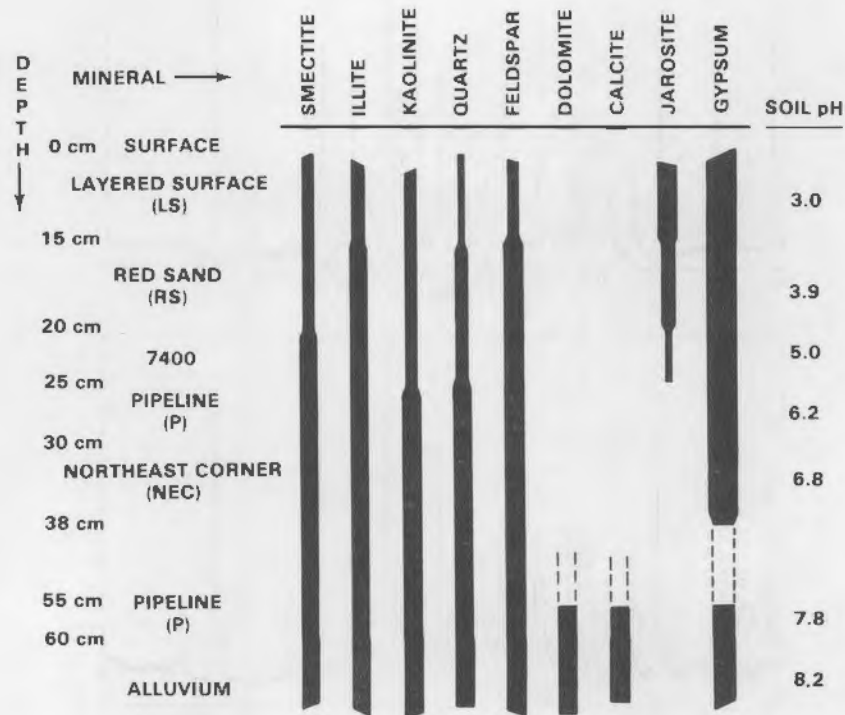 DEPTH
MINERAL
SMECTITE
ILLITE
KAOLINITE
QUARTZ
FELDSPAR
DOLOMITE
CALCITE
JAROSITE
GYPSUM
SOIL pH
0 cm SURFACE
LAYERED SURFACE
(LS)
3.0
15 cm
RED SAND
(RS)
3.9
20 cm
7400
5.0
25 cm
PIPELINE
(P)
6.2
30 cm
NORTHEAST CORNER
(NEC)
6.8
38 cm
55 cm
PIPELINE
(P)
7.8
60 cm
ALLUVIUM
8.2